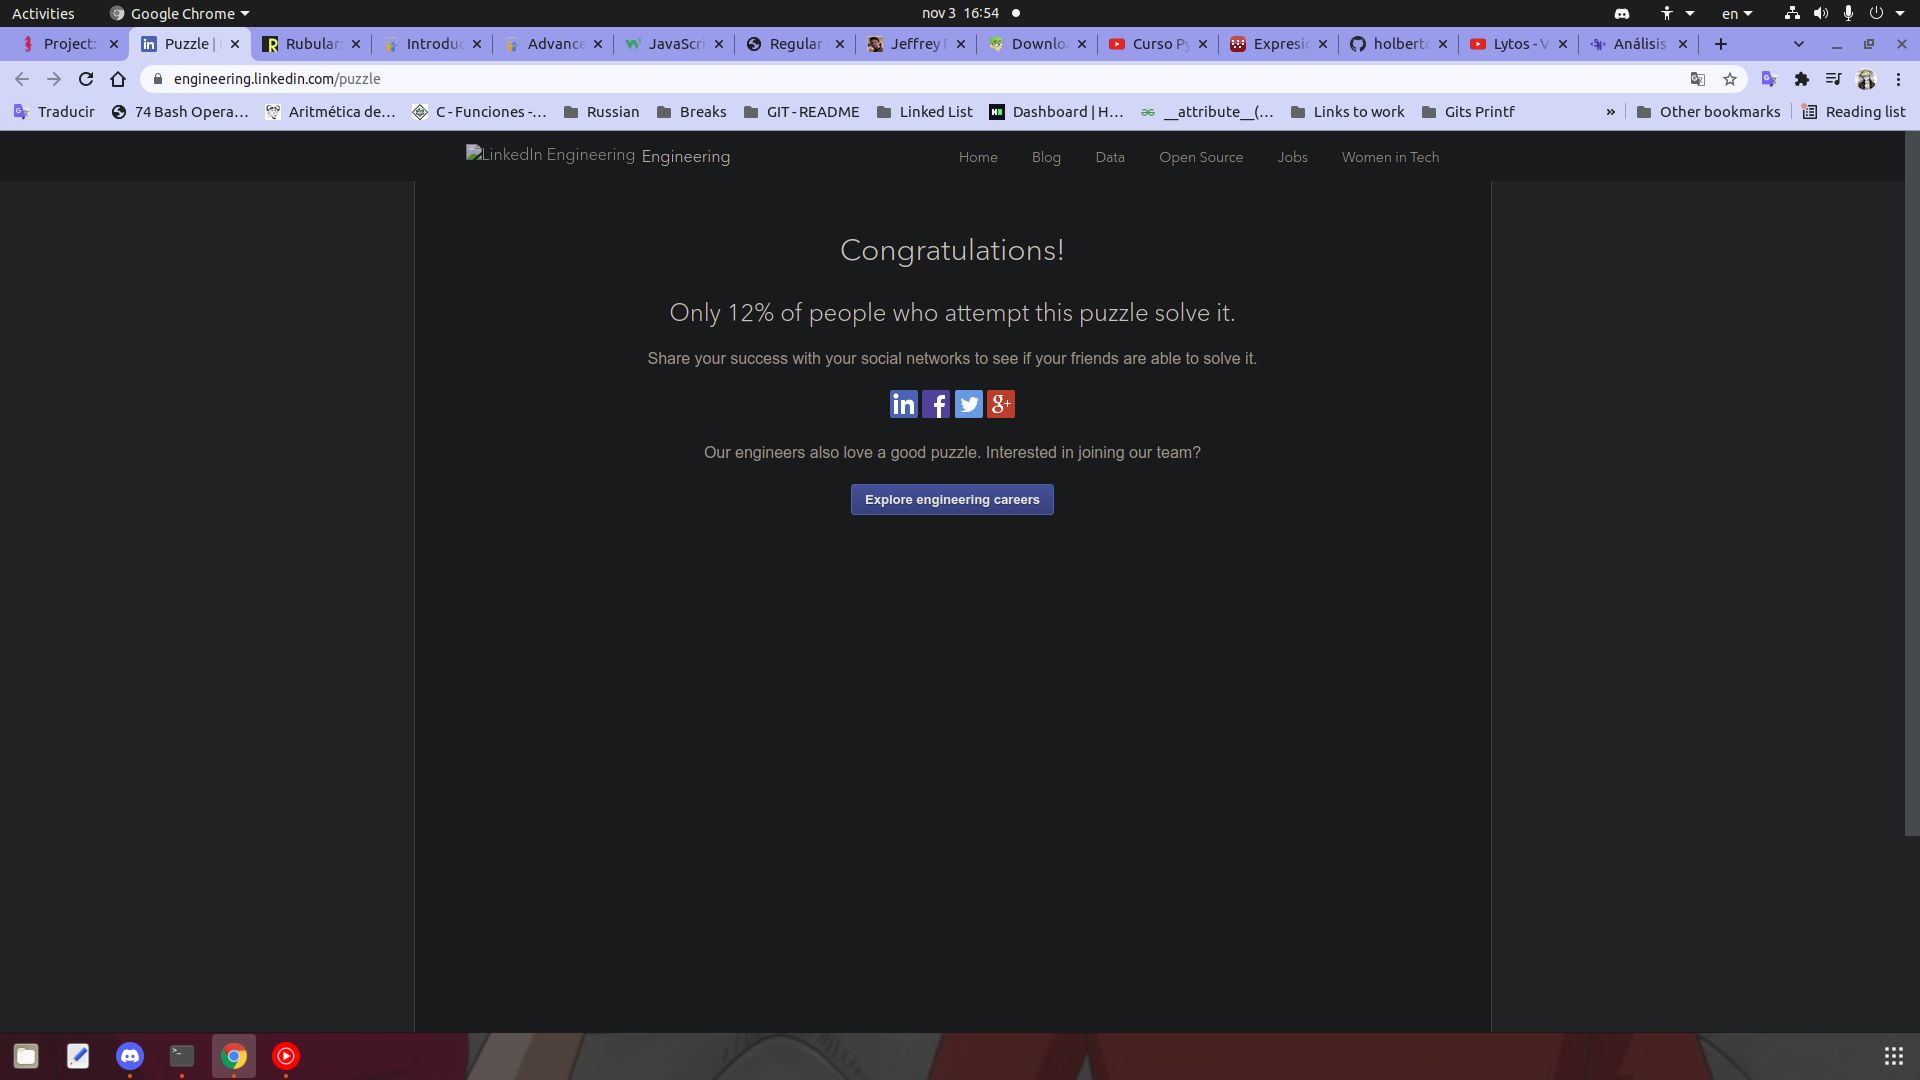 Activities Google Chrome nov 3 16:54 en
Project: Puzzle | Rubular: Introduc Advance JavaScri Regular Jeffrey Downlo Curso Py Expresi holberto Lytos - V Análisis
engineering.linkedin.com/puzzle
Traducir 74 Bash Opera... Aritmética de... C - Funciones -... Russian Breaks GIT - README Linked List Dashboard | H... __attribute__(... Links to work Gits Printf » Other bookmarks Reading list
LinkedIn Engineering Engineering Home Blog Data Open Source Jobs Women in Tech
Congratulations!
Only 12% of people who attempt this puzzle solve it.
Share your success with your social networks to see if your friends are able to solve it.
in f g+
Our engineers also love a good puzzle. Interested in joining our team?
Explore engineering careers